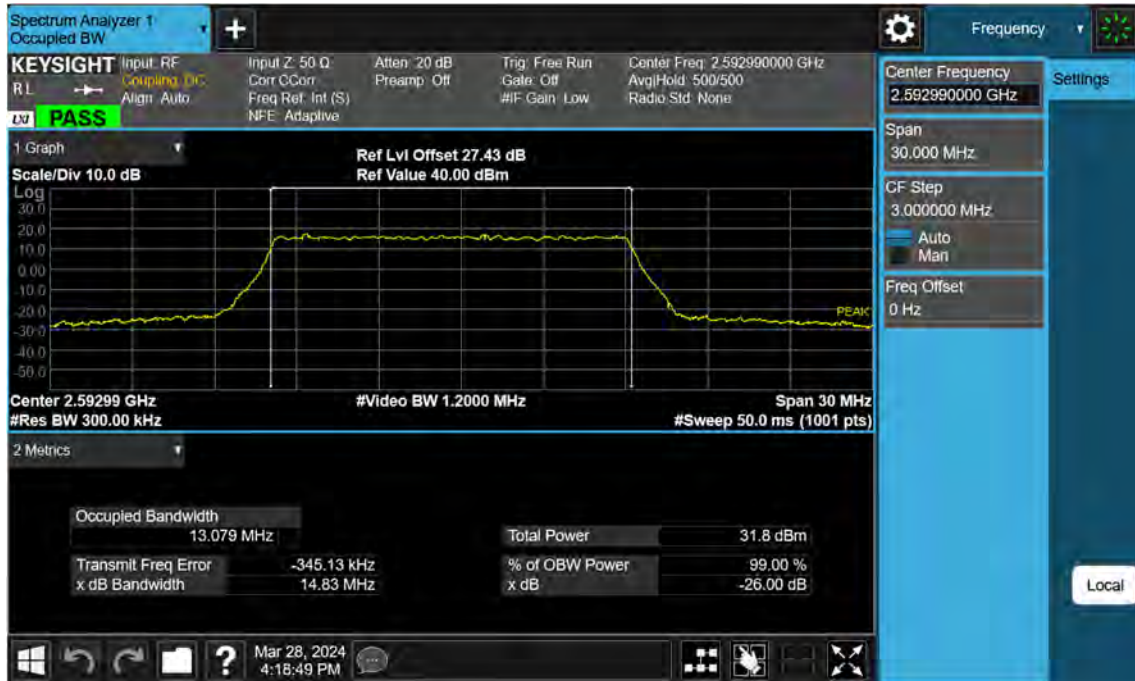 Spectrum Analyzer 1
Occupied BW
+
Frequency
KEYSIGHT
Input: RF
Input Z: 50 Ω
Atten: 20 dB
Trig: Free Run
Center Freq: 2.592990000 GHz
RL
Coupling: DC
Corr CCorr
Preamp: Off
Gate: Off
Avg|Hold: 500/500
Align: Auto
Freq Ref: Int (S)
#IF Gain: Low
Radio Std: None
LXI
PASS
NFE: Adaptive
Center Frequency
2.592990000 GHz
Settings
Span
30.000 MHz
CF Step
3.000000 MHz
Auto
Man
Freq Offset
0 Hz
1 Graph
Scale/Div 10.0 dB
Ref Lvl Offset 27.43 dB
Ref Value 40.00 dBm
Log
30.0
20.0
10.0
0.00
-10.0
-20.0
-30.0
-40.0
-50.0
PEAK
Center 2.59299 GHz
#Video BW 1.2000 MHz
Span 30 MHz
#Res BW 300.00 kHz
#Sweep 50.0 ms (1001 pts)
2 Metrics
Occupied Bandwidth
13.079 MHz
Total Power
31.8 dBm
Transmit Freq Error
-345.13 kHz
% of OBW Power
99.00 %
x dB Bandwidth
14.83 MHz
x dB
-26.00 dB
Local
?
Mar 28, 2024
4:18:49 PM